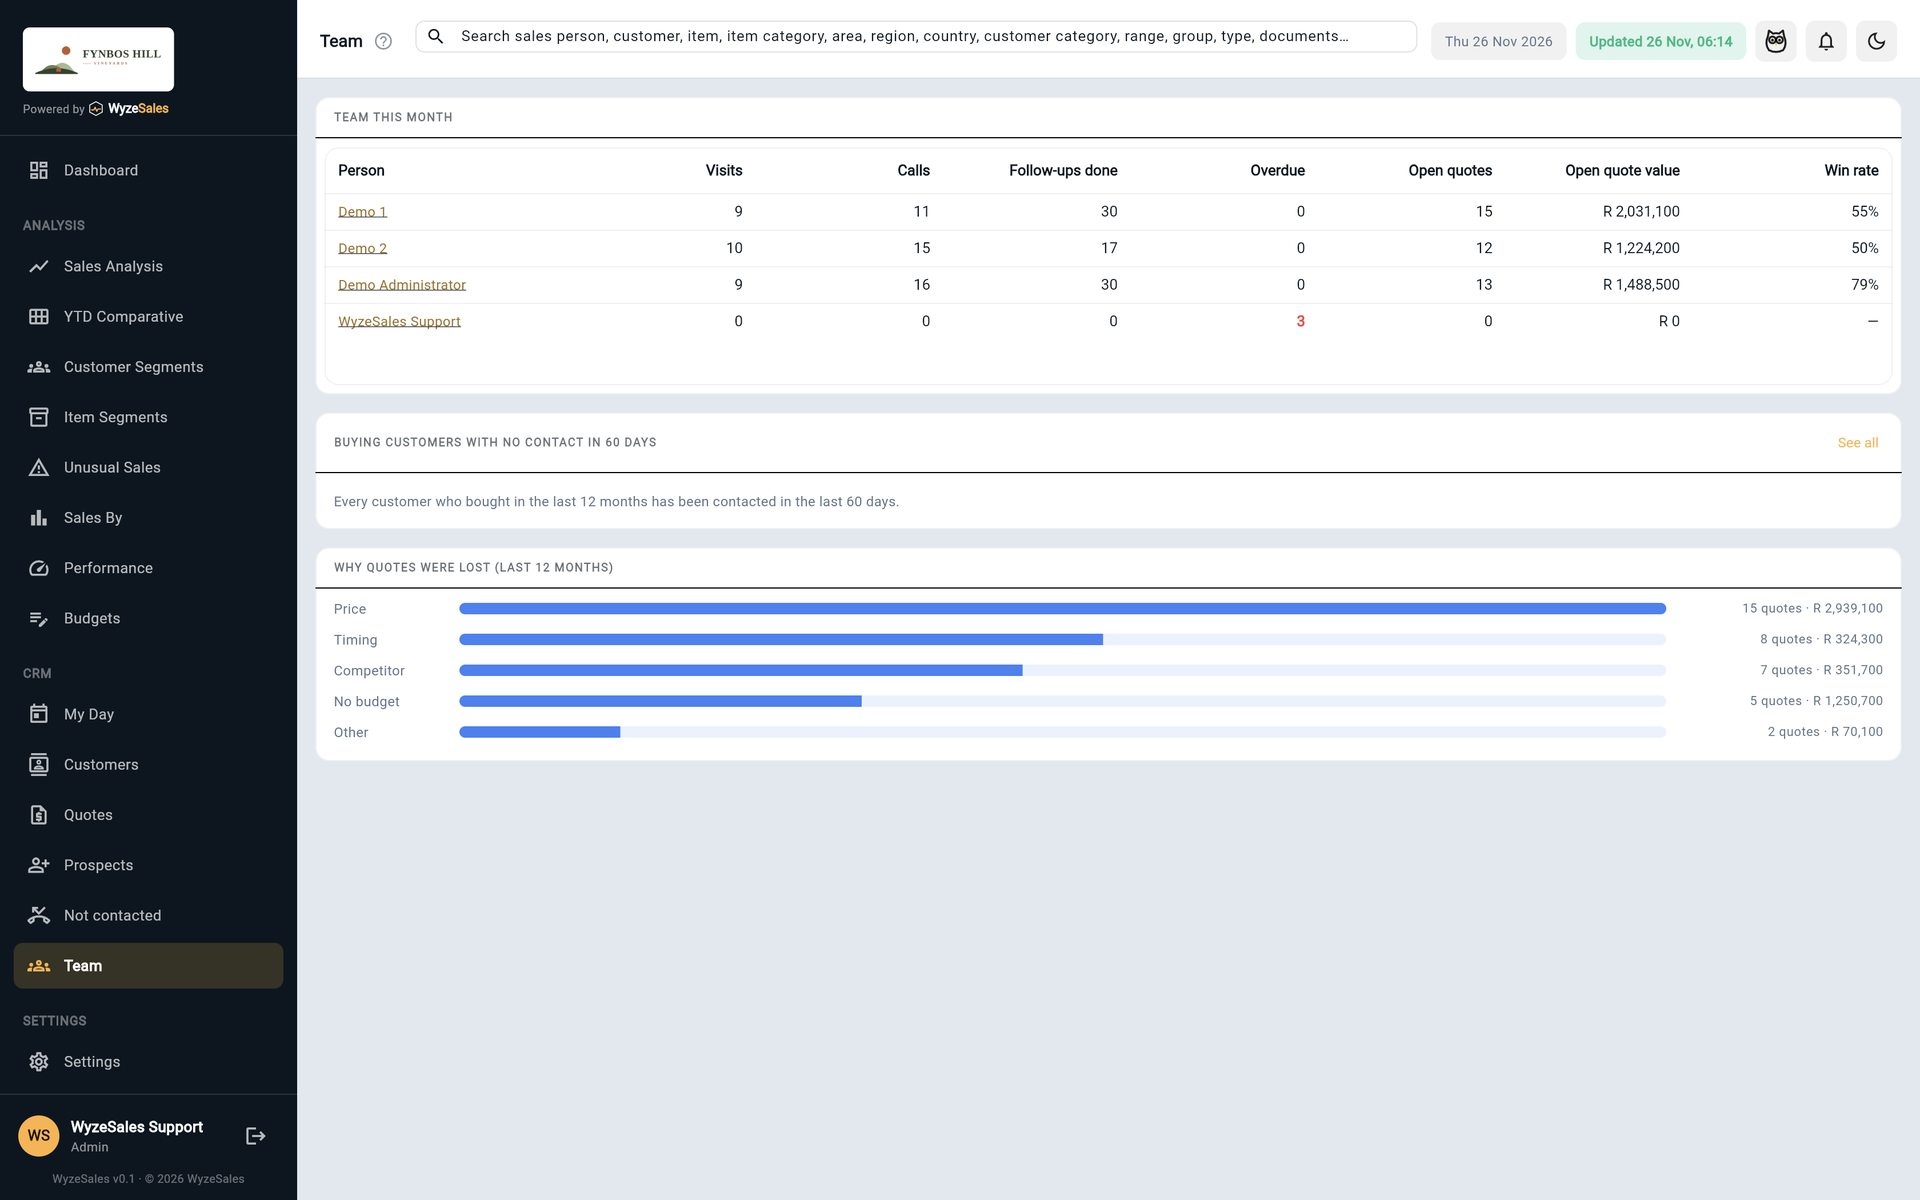 FYNBOS HILL
VINEYARDS
Powered by WyzeSales
Dashboard
ANALYSIS
Sales Analysis
YTD Comparative
Customer Segments
Item Segments
Unusual Sales
Sales By
Performance
Budgets
CRM
My Day
Customers
Quotes
Prospects
Not contacted
Team
SETTINGS
Settings
WS
WyzeSales Support
Admin
WyzeSales v0.1 · © 2026 WyzeSales
Team ?
Search sales person, customer, item, item category, area, region, country, customer category, range, group, type, documents...
Thu 26 Nov 2026
Updated 26 Nov, 06:14
TEAM THIS MONTH
Person Visits Calls Follow-ups done Overdue Open quotes Open quote value Win rate
Demo 1 9 11 30 0 15 R 2,031,100 55%
Demo 2 10 15 17 0 12 R 1,224,200 50%
Demo Administrator 9 16 30 0 13 R 1,488,500 79%
WyzeSales Support 0 0 0 3 0 R 0 —
BUYING CUSTOMERS WITH NO CONTACT IN 60 DAYS
See all
Every customer who bought in the last 12 months has been contacted in the last 60 days.
WHY QUOTES WERE LOST (LAST 12 MONTHS)
Price 15 quotes · R 2,939,100
Timing 8 quotes · R 324,300
Competitor 7 quotes · R 351,700
No budget 5 quotes · R 1,250,700
Other 2 quotes · R 70,100